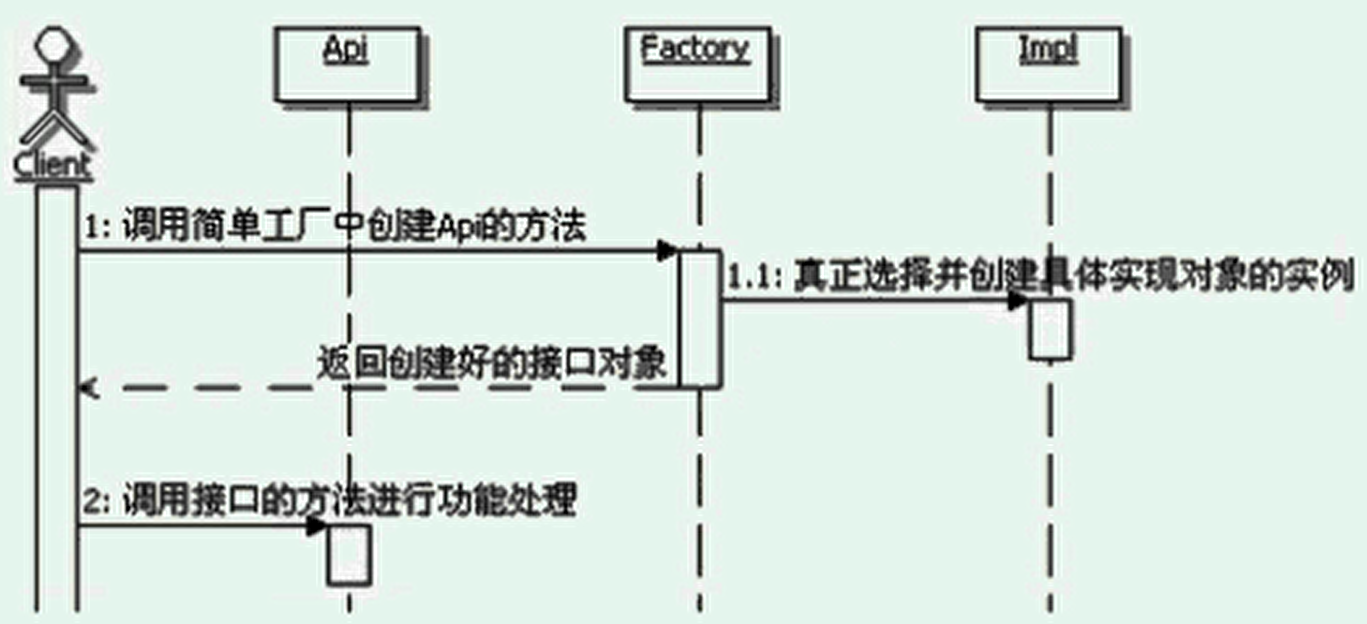 Api
Factory
Impl
Client
1: 调用简单工厂中创建Api的方法
1.1: 真正选择并创建具体实现对象的实例
返回创建好的接口对象
2: 调用接口的方法进行功能处理